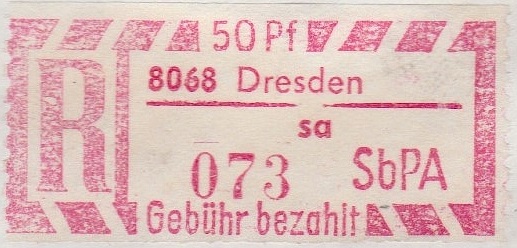 50 Pf
R
8068 Dresden
sa
073 SbPA
Gebühr bezahlt